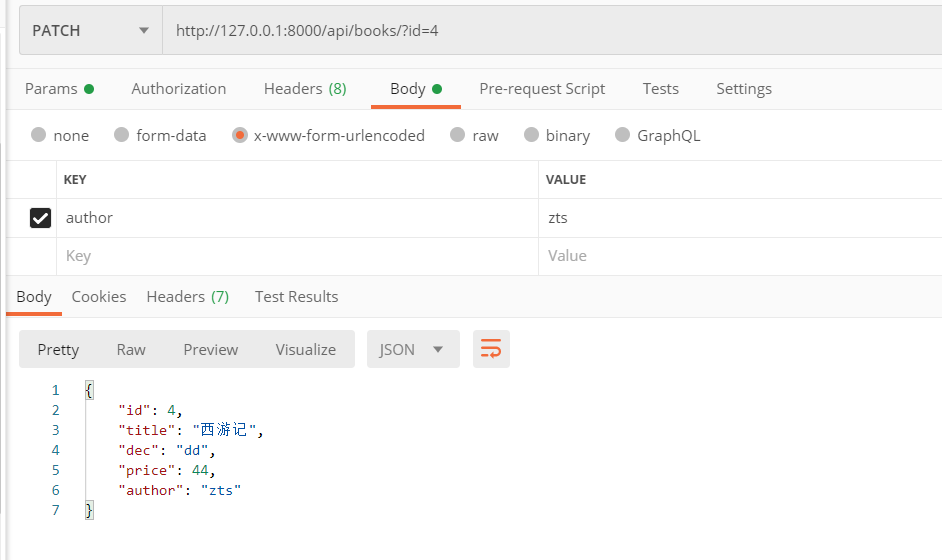 PATCH http://127.0.0.1:8000/api/books/?id=4
Params Authorization Headers (8) Body Pre-request Script Tests Settings
none form-data x-www-form-urlencoded raw binary GraphQL
KEY VALUE
author zts
Key Value
Body Cookies Headers (7) Test Results
Pretty Raw Preview Visualize JSON
1 {
2 "id": 4,
3 "title": "西游记",
4 "dec": "dd",
5 "price": 44,
6 "author": "zts"
7 }